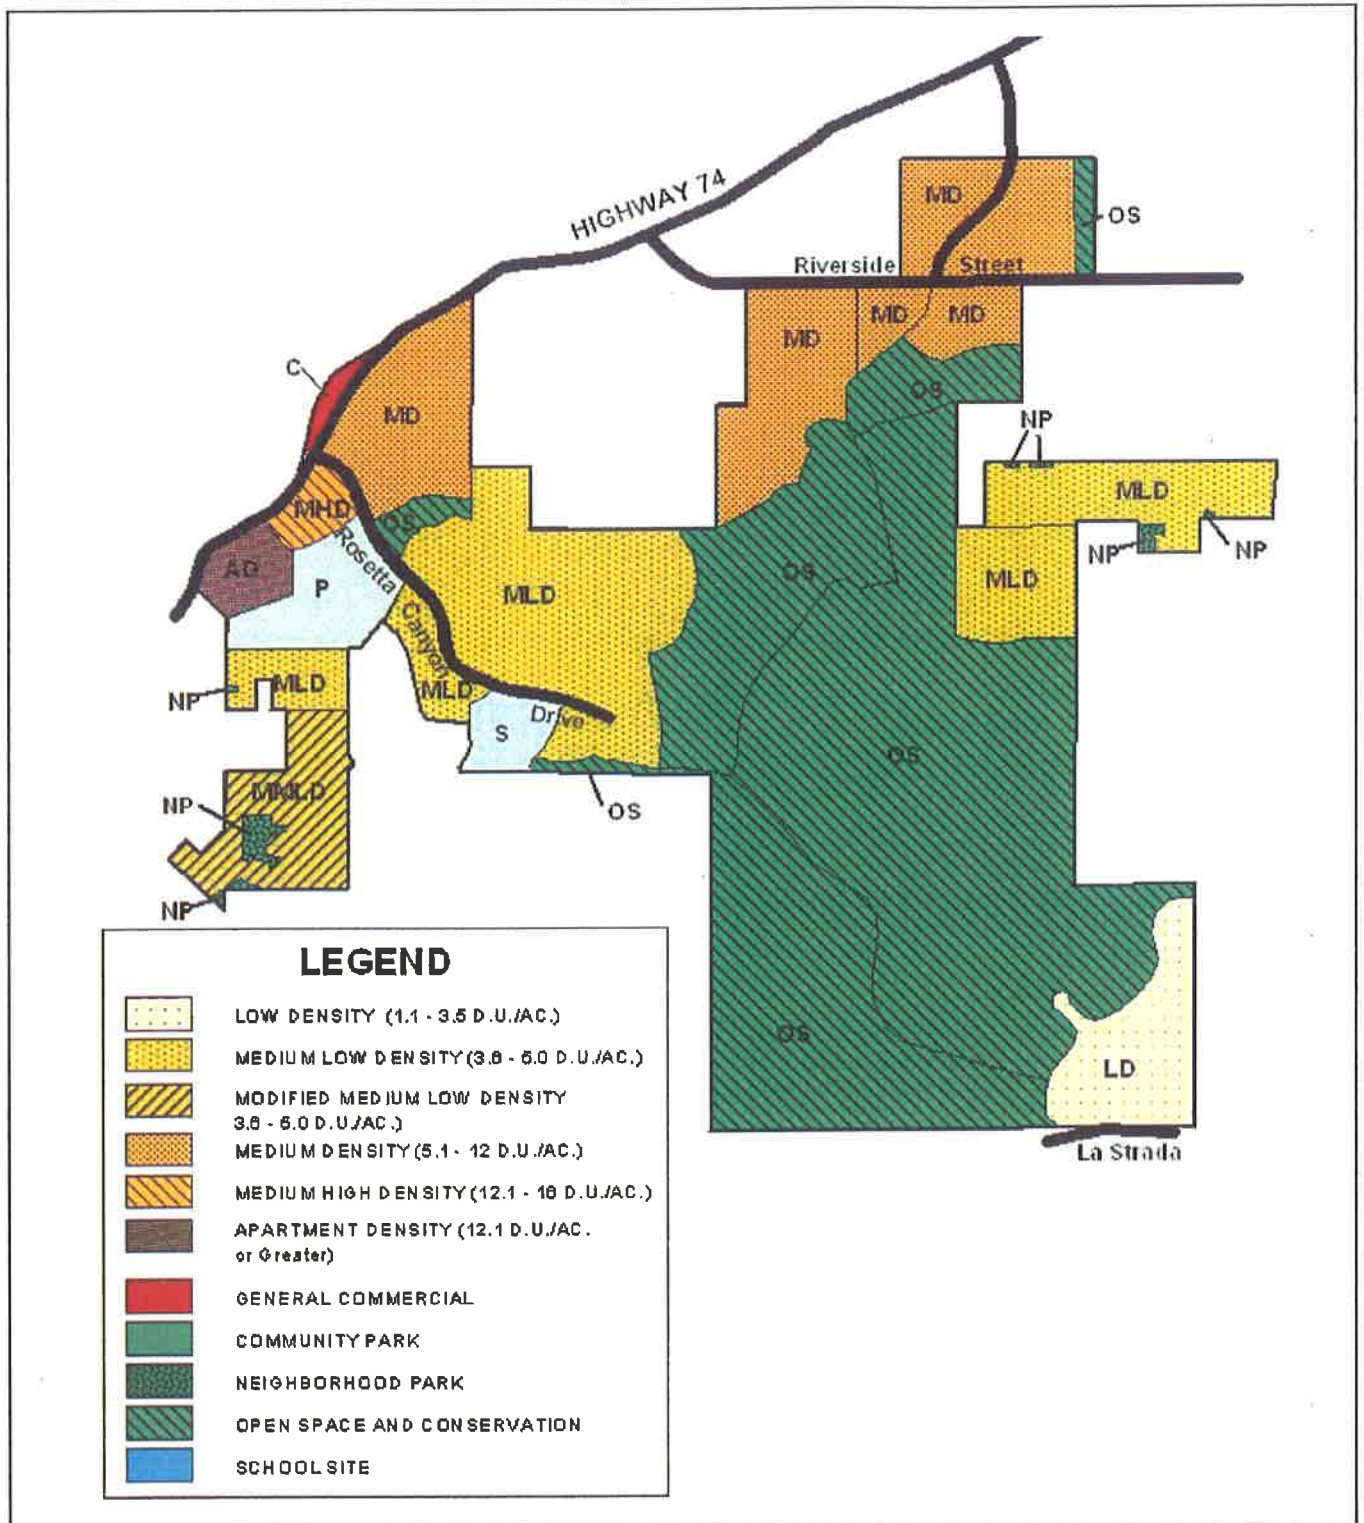 HIGHWAY 74
MD
OS
Riverside Street
MD
MD
MD
C
MD
OS
NP
MLD
MHD
OS
Rosetta Canyon Drive
AD
P
MLD
OS
MLD
NP
NP
NP
MLD
MLD
S
OS
NP
OS
MMLD
NP
OS
LD
La Strada
LEGEND
LOW DENSITY (1.1 - 3.5 D.U./AC.)
MEDIUM LOW DENSITY (3.6 - 5.0 D.U./AC.)
MODIFIED MEDIUM LOW DENSITY
3.6 - 5.0 D.U./AC.)
MEDIUM DENSITY (5.1 - 12 D.U./AC.)
MEDIUM HIGH DENSITY (12.1 - 18 D.U./AC.)
APARTMENT DENSITY (12.1 D.U./AC.
or Greater)
GENERAL COMMERCIAL
COMMUNITY PARK
NEIGHBORHOOD PARK
OPEN SPACE AND CONSERVATION
SCHOOL SITE